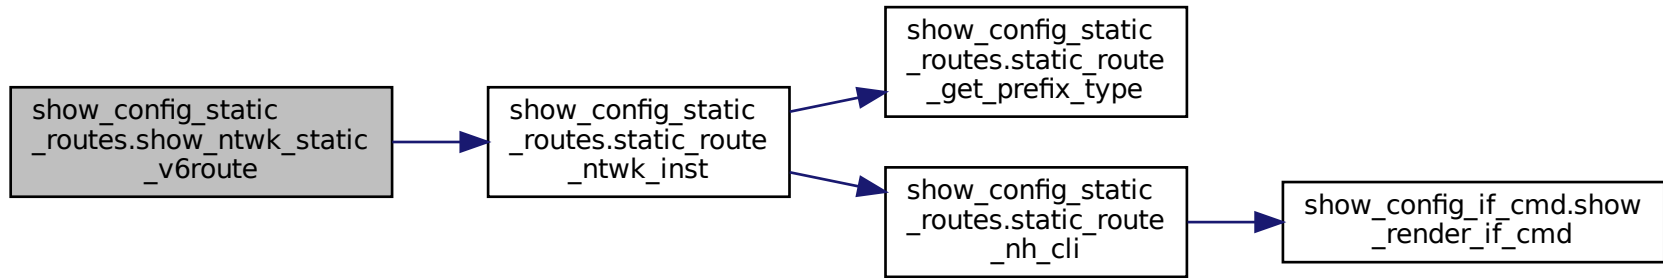 show_config_static
_routes.show_ntwk_static
_v6route
show_config_static
_routes.static_route
_ntwk_inst
show_config_static
_routes.static_route
_get_prefix_type
show_config_static
_routes.static_route
_nh_cli
show_config_if_cmd.show
_render_if_cmd